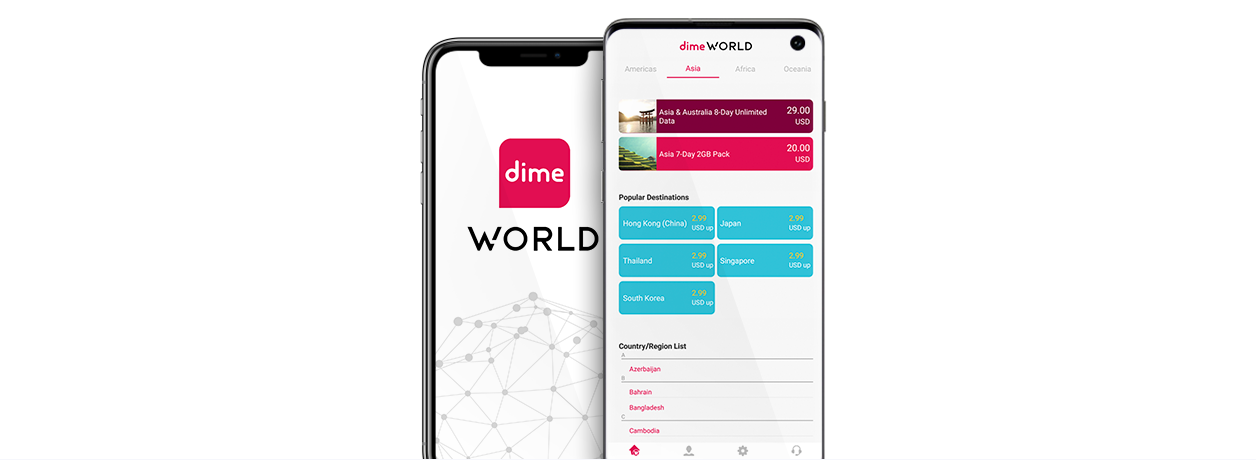 dime
WORLD
dime WORLD
Americas Asia Africa Oceania
Asia & Australia 8-Day Unlimited
Data
29.00
USD
Asia 7-Day 2GB Pack
20.00
USD
Popular Destinations
Hong Kong (China) 2.99
USD up
Japan 2.99
USD up
Thailand 2.99
USD up
Singapore 2.99
USD up
South Korea 2.99
USD up
Country/Region List
A
Azerbaijan
B
Bahrain
Bangladesh
C
Cambodia